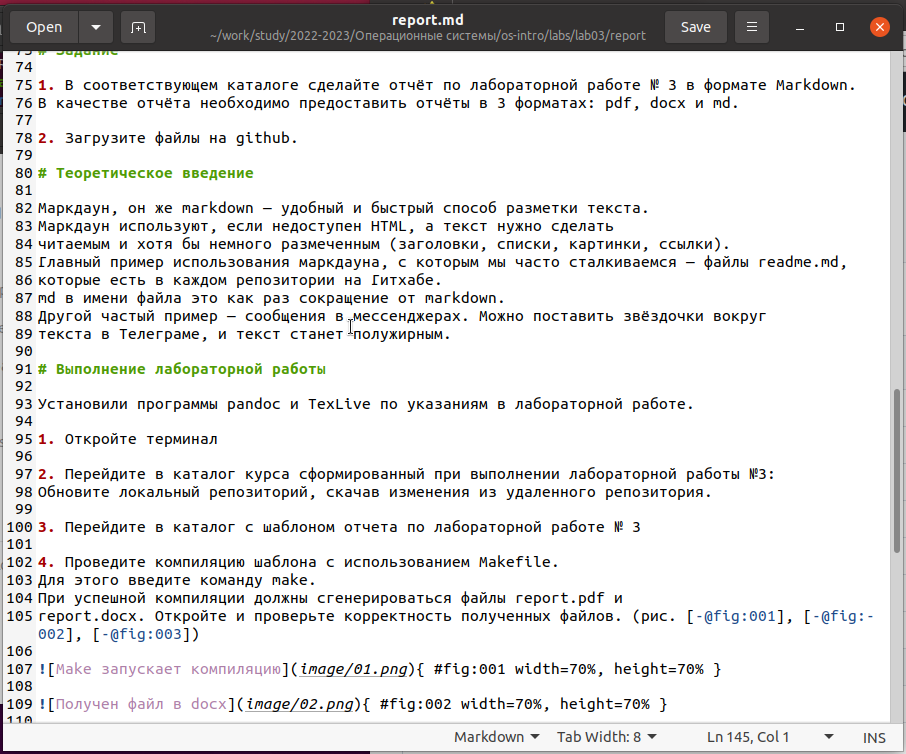 Open
report.md
~/work/study/2022-2023/Операционные системы/os-intro/labs/lab03/report
Save
73 # Задание
74
75 1. В соответствующем каталоге сделайте отчёт по лабораторной работе № 3 в формате Markdown.
76 В качестве отчёта необходимо предоставить отчёты в 3 форматах: pdf, docx и md.
77
78 2. Загрузите файлы на github.
79
80 # Теоретическое введение
81
82 Маркдаун, он же markdown — удобный и быстрый способ разметки текста.
83 Маркдаун используют, если недоступен HTML, а текст нужно сделать
84 читаемым и хотя бы немного размеченным (заголовки, списки, картинки, ссылки).
85 Главный пример использования маркдауна, с которым мы часто сталкиваемся — файлы readme.md,
86 которые есть в каждом репозитории на Гитхабе.
87 md в имени файла это как раз сокращение от markdown.
88 Другой частый пример — сообщения в мессенджерах. Можно поставить звёздочки вокруг
89 текста в Телеграме, и текст станет полужирным.
90
91 # Выполнение лабораторной работы
92
93 Установили программы pandoc и TexLive по указаниям в лабораторной работе.
94
95 1. Откройте терминал
96
97 2. Перейдите в каталог курса сформированный при выполнении лабораторной работы №3:
98 Обновите локальный репозиторий, скачав изменения из удаленного репозитория.
99
100 3. Перейдите в каталог с шаблоном отчета по лабораторной работе № 3
101
102 4. Проведите компиляцию шаблона с использованием Makefile.
103 Для этого введите команду make.
104 При успешной компиляции должны сгенерироваться файлы report.pdf и
105 report.docx. Откройте и проверьте корректность полученных файлов. (рис. [-@fig:001], [-@fig:-
002], [-@fig:003])
106
107 ![Make запускает компиляцию](image/01.png){ #fig:001 width=70%, height=70% }
108
109 ![Получен файл в docx](image/02.png){ #fig:002 width=70%, height=70% }
110
Markdown
Tab Width: 8
Ln 145, Col 1
INS